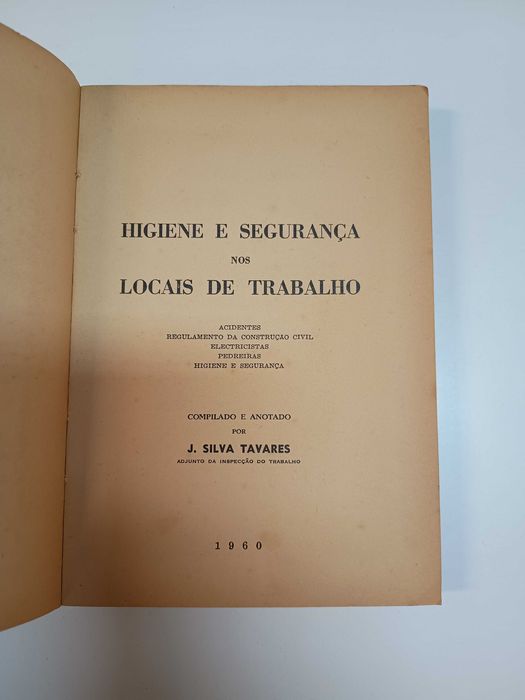 HIGIENE E SEGURANÇA
NOS
LOCAIS DE TRABALHO
ACIDENTES
REGULAMENTO DA CONSTRUÇÃO CIVIL
ELECTRICISTAS
PEDREIRAS
HIGIENE E SEGURANÇA
COMPILADO E ANOTADO
POR
J. SILVA TAVARES
ADJUNTO DA INSPECÇÃO DO TRABALHO
1960